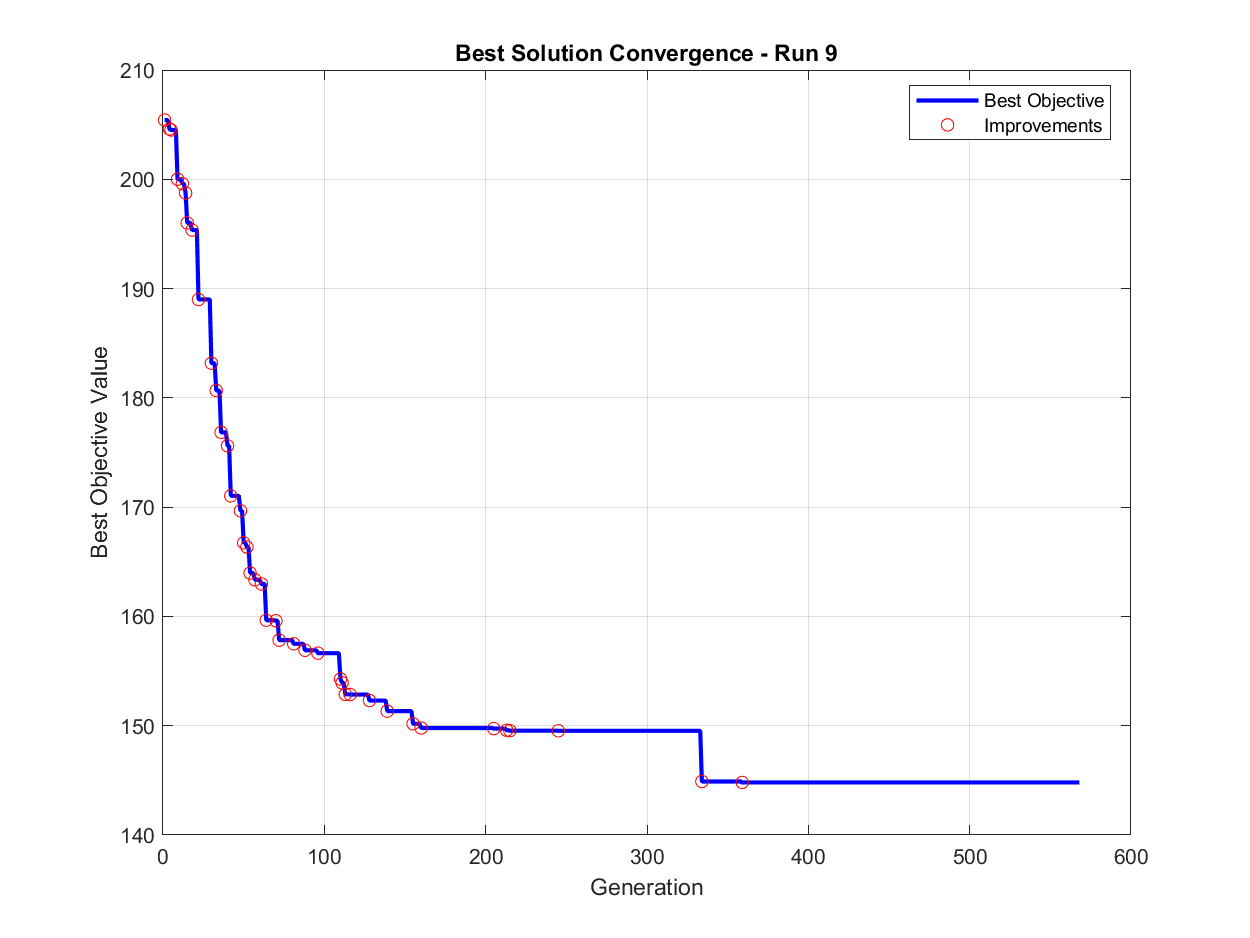 Best Solution Convergence - Run 9
210
200
190
180
170
160
150
140
Best Objective Value
Best Objective
Improvements
0 100 200 300 400 500 600
Generation